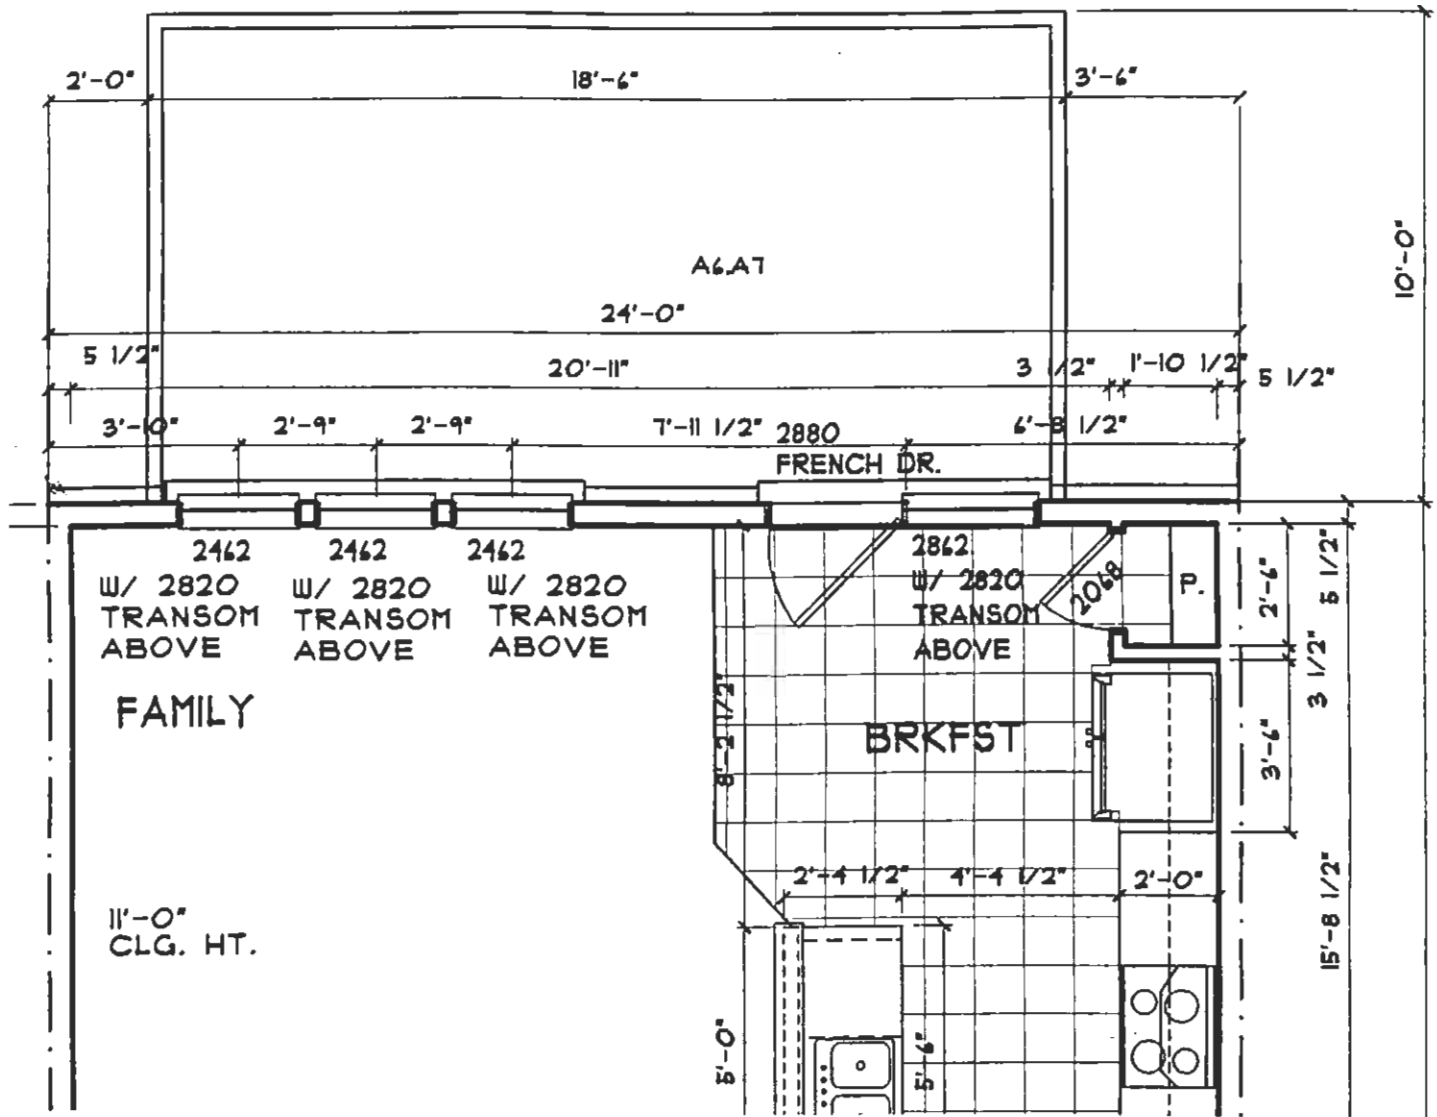 2'-0" 18'-6" 3'-6"
10'-0"
A6.A7
24'-0"
5 1/2" 20'-11" 3 1/2" 1'-10 1/2" 5 1/2"
3'-10" 2'-9" 2'-9" 7'-11 1/2" 6'-8 1/2"
2880
FRENCH DR.
2462
W/ 2820
TRANSOM
ABOVE
2462
W/ 2820
TRANSOM
ABOVE
2462
W/ 2820
TRANSOM
ABOVE
2862
W/ 2820
TRANSOM
ABOVE
2068
P.
2'-6"
5 1/2"
3 1/2"
FAMILY
8'-2 1/2"
BRKFST
3'-6"
2'-4 1/2" 4'-4 1/2" 2'-0"
15'-8 1/2"
11'-0"
CLG. HT.
5'-0"
5'-6"